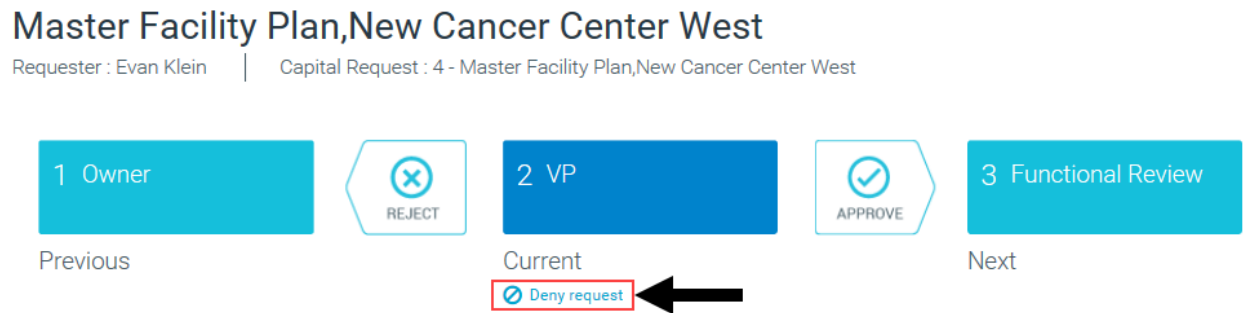 Master Facility Plan,New Cancer Center West
Requester : Evan Klein
Capital Request : 4 - Master Facility Plan,New Cancer Center West
1 Owner
REJECT
2 VP
APPROVE
3 Functional Review
Previous
Current
Next
Deny request